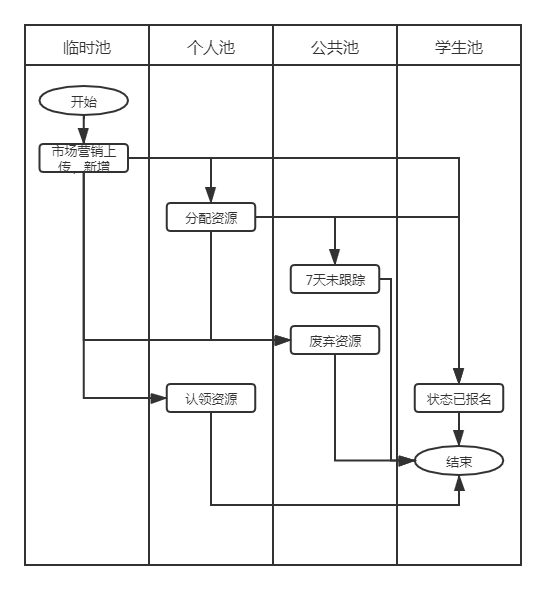 临时池
个人池
公共池
学生池
开始
市场营销上
传，新增
分配资源
7天未跟踪
废弃资源
认领资源
状态已报名
结束